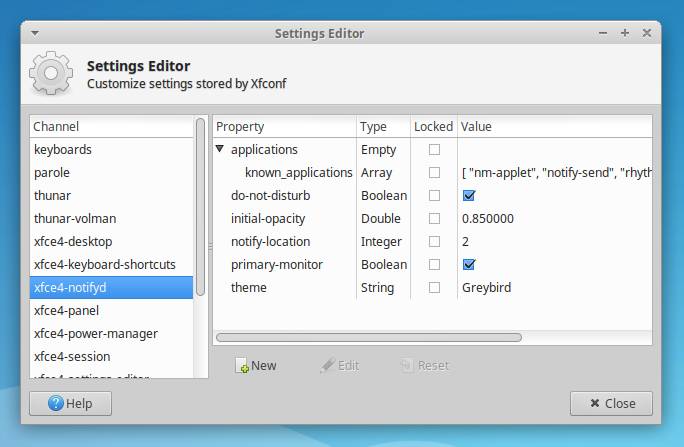 Settings Editor
Settings Editor
Customize settings stored by Xfconf
Channel
keyboards
parole
thunar
thunar-volman
xfce4-desktop
xfce4-keyboard-shortcuts
xfce4-notifyd
xfce4-panel
xfce4-power-manager
xfce4-session
xfce4-settings-editor
Property Type Locked Value
applications Empty
known_applications Array [ "nm-applet", "notify-send", "rhyth
do-not-disturb Boolean
initial-opacity Double 0.850000
notify-location Integer 2
primary-monitor Boolean
theme String Greybird
New Edit Reset
Help Close